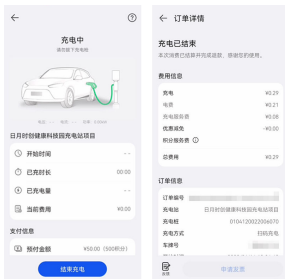 充电中
请先拔下充电枪
日月时创健康科技园充电站项目
开始时间 --
已充时长 00:00
已充电量 --
当前费用 ¥0.00
支付信息
预付金额 ¥50.00 (500积分)
结束充电
订单详情
充电已结束
本次消费已结算并完成退款，感谢您的使用。
费用信息
充电 ¥0.29
电费 ¥0.21
充电服务费 ¥0.08
优惠减免 -¥0.00
积分服务费
总费用 ¥0.29
订单信息
订单编号
充电站 日月时创健康科技园充电站项目
充电桩 0104120022006070
充电方式 扫码充电
车牌号
申请发票